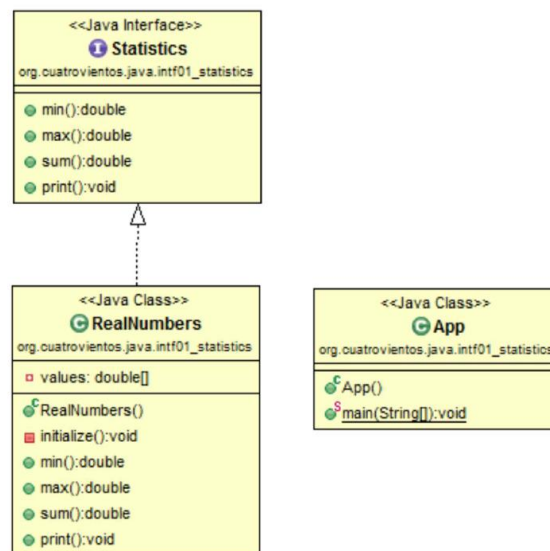 <<Java Interface>>
Statistics
org.cuatrovientos.java.intf01_statistics
min():double
max():double
sum():double
print():void
<<Java Class>>
RealNumbers
org.cuatrovientos.java.intf01_statistics
values: double[]
RealNumbers()
initialize():void
min():double
max():double
sum():double
print():void
<<Java Class>>
App
org.cuatrovientos.java.intf01_statistics
App()
main(String[]):void